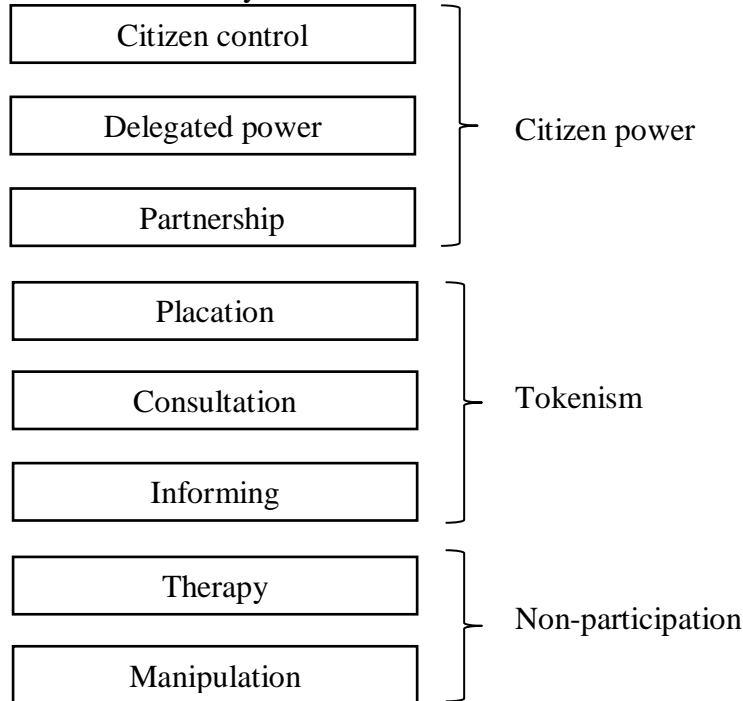 Citizen control
Delegated power
Citizen power
Partnership
Placation
Consultation
Tokenism
Informing
Therapy
Non-participation
Manipulation